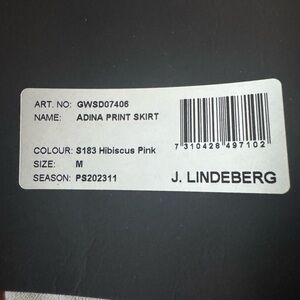 ART. NO: GWSD07406
NAME: ADINA PRINT SKIRT
COLOUR: S183 Hibiscus Pink
SIZE: M
SEASON: PS202311
7 310426 497102
J. LINDEBERG